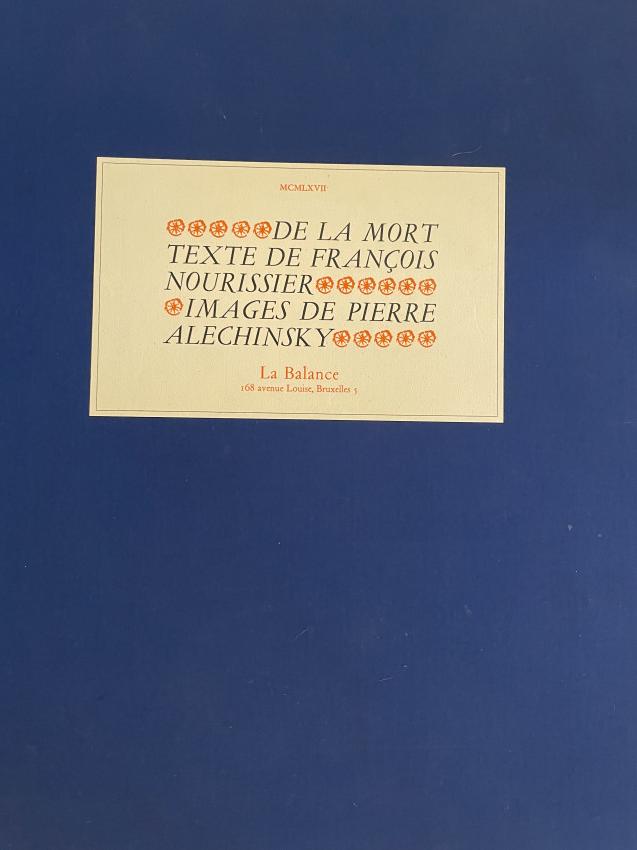 MCMLXVII
DE LA MORT
TEXTE DE FRANÇOIS
NOURISSIER
IMAGES DE PIERRE
ALECHINSKY
La Balance
168 avenue Louise, Bruxelles 5